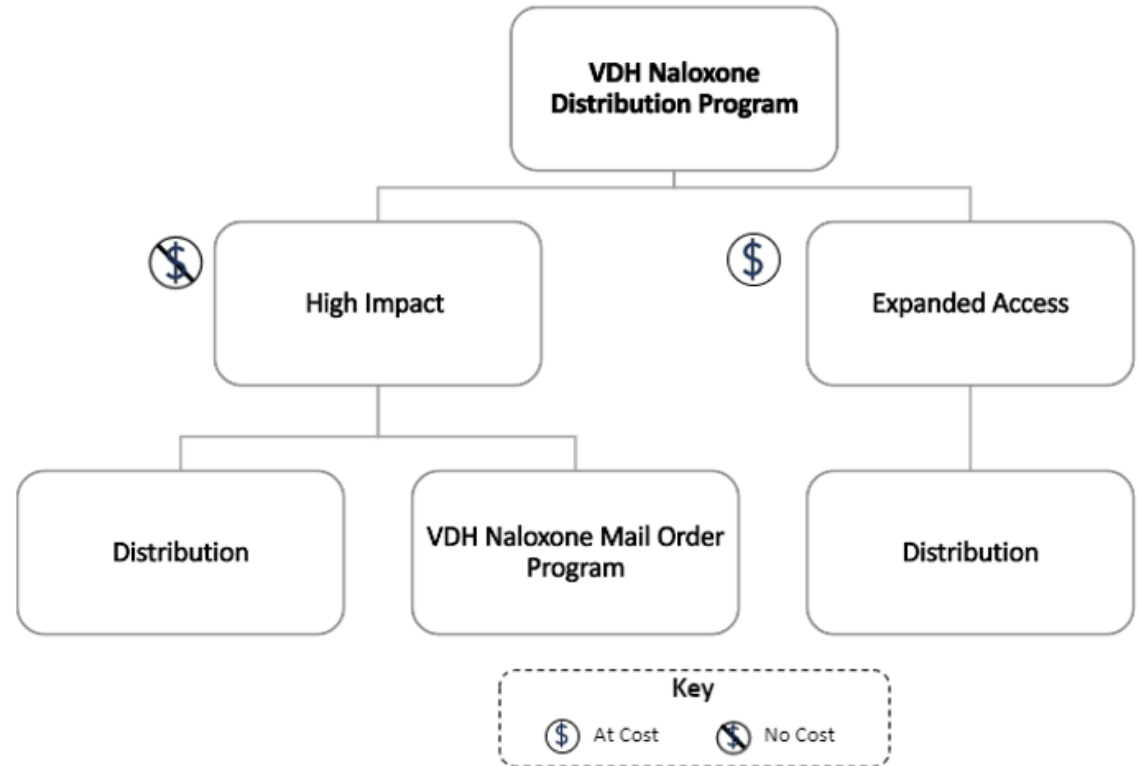 VDH Naloxone
Distribution Program
$
$
High Impact
Expanded Access
Distribution
VDH Naloxone Mail Order
Program
Distribution
Key
$ At Cost
$ No Cost